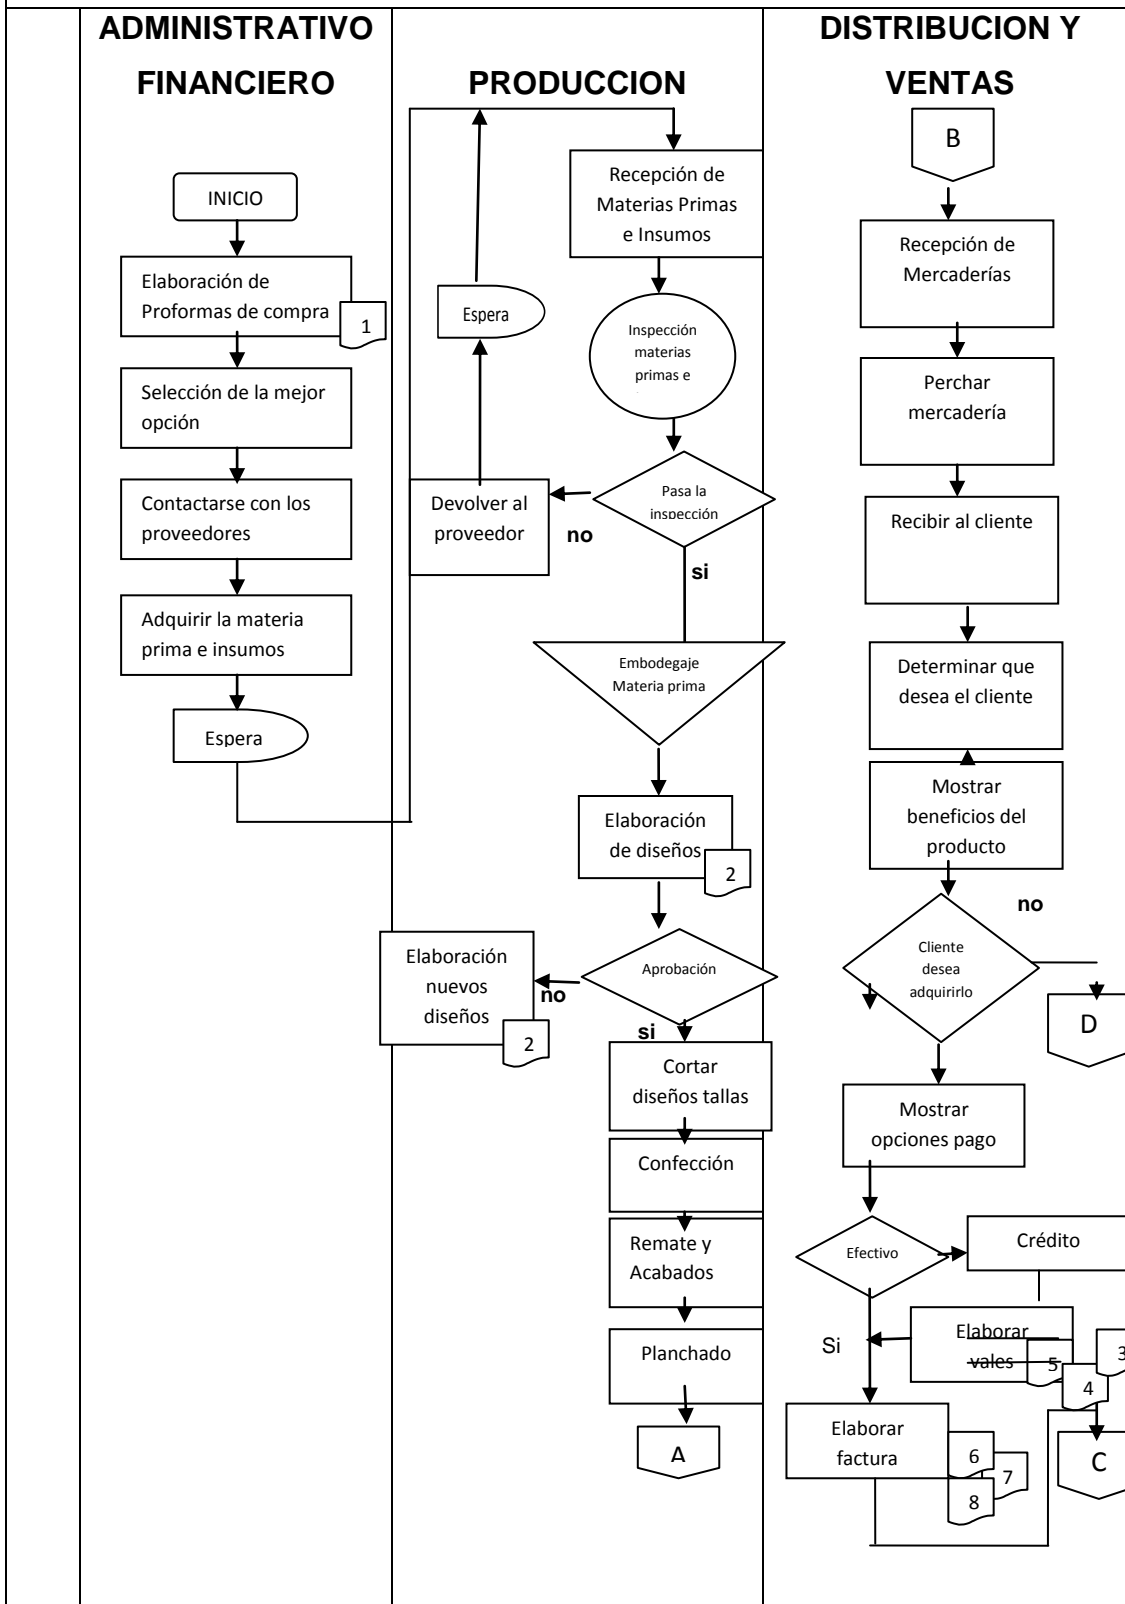 ADMINISTRATIVO
FINANCIERO
INICIO
Elaboración de
Proformas de compra
1
Selección de la mejor
opción
Contactarse con los
proveedores
Adquirir la materia
prima e insumos
Espera
PRODUCCION
Recepción de
Materias Primas
e Insumos
Espera
Inspección
materias
primas e
Pasa la
inspección
no
Devolver al
proveedor
si
Embodegaje
Materia prima
Elaboración
de diseños
2
Aprobación
no
Elaboración
nuevos
diseños
2
si
Cortar
diseños tallas
Confección
Remate y
Acabados
Planchado
A
DISTRIBUCION Y
VENTAS
B
Recepción de
Mercaderías
Perchar
mercadería
Recibir al cliente
Determinar que
desea el cliente
Mostrar
beneficios del
producto
no
Cliente
desea
adquirirlo
D
Mostrar
opciones pago
Efectivo
Crédito
Si
Elaborar
vales
5
4
3
Elaborar
factura
6
7
8
C